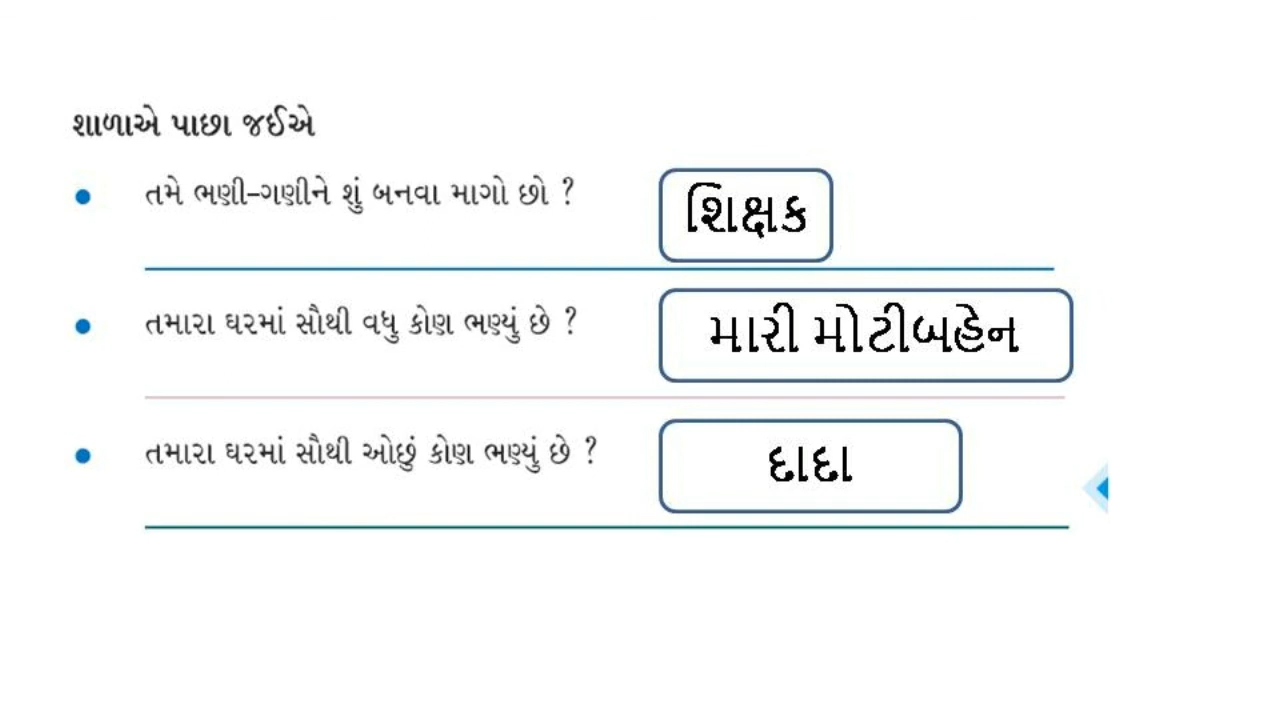 શાળાએ પાછા જઈએ
તમે ભણી–ગણીને શું બનવા માગો છો ? શિક્ષક
તમારા ઘરમાં સૌથી વધુ કોણ ભણ્યું છે ? મારી મોટીબહેન
તમારા ઘરમાં સૌથી ઓછું કોણ ભણ્યું છે ? દાદા